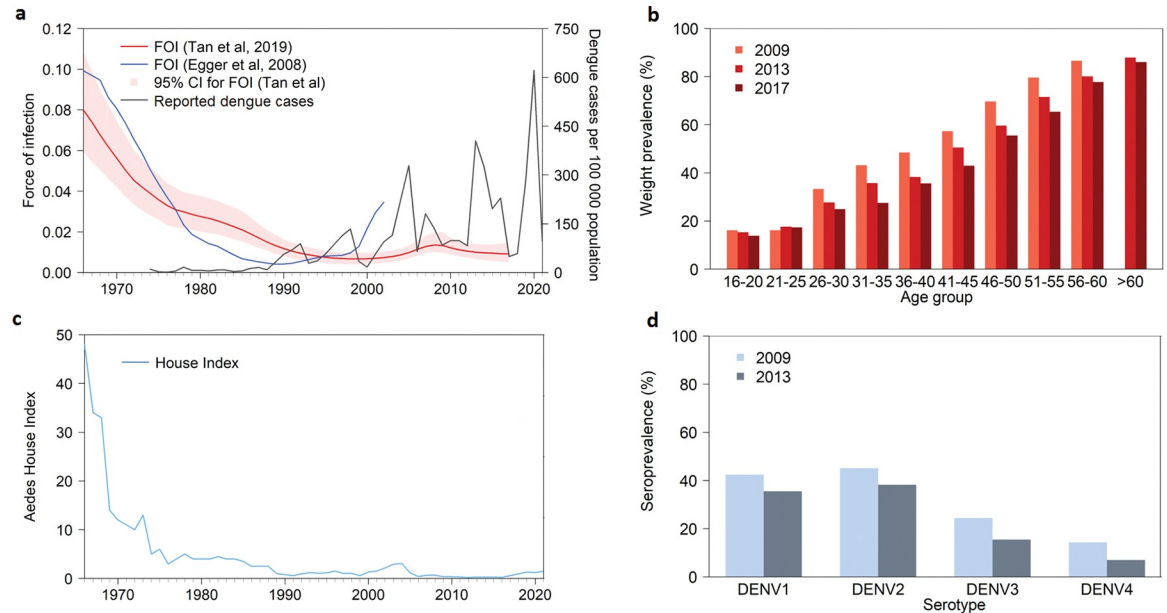 a
0.12
0.10
0.08
0.06
0.04
0.02
0.00
Force of infection
FOI (Tan et al, 2019)
FOI (Egger et al, 2008)
95% CI for FOI (Tan et al)
Reported dengue cases
750
600
450
300
150
0
Dengue cases per 100 000 population
1970 1980 1990 2000 2010 2020
b
100
80
60
40
20
0
Weight prevalence (%)
2009
2013
2017
16-20 21-25 26-30 31-35 36-40 41-45 46-50 51-55 56-60 >60
Age group
c
50
40
30
20
10
0
Aedes House Index
House Index
1970 1980 1990 2000 2010 2020
d
100
80
60
40
20
0
Seroprevalence (%)
2009
2013
DENV1 DENV2 DENV3 DENV4
Serotype